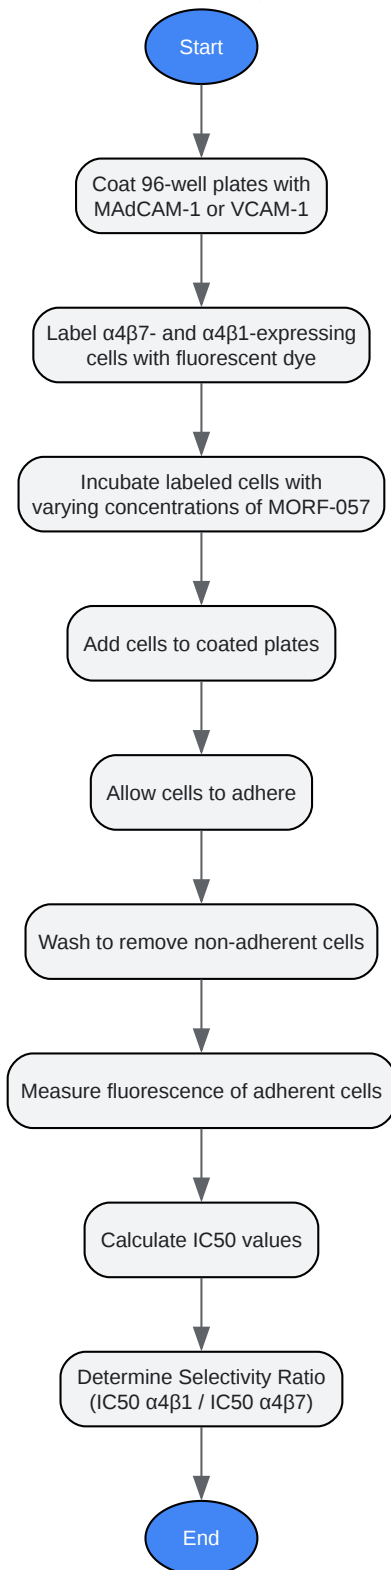 Start
Coat 96-well plates with
MAdCAM-1 or VCAM-1
Label α4β7- and α4β1-expressing
cells with fluorescent dye
Incubate labeled cells with
varying concentrations of MORF-057
Add cells to coated plates
Allow cells to adhere
Wash to remove non-adherent cells
Measure fluorescence of adherent cells
Calculate IC50 values
Determine Selectivity Ratio
(IC50 α4β1 / IC50 α4β7)
End